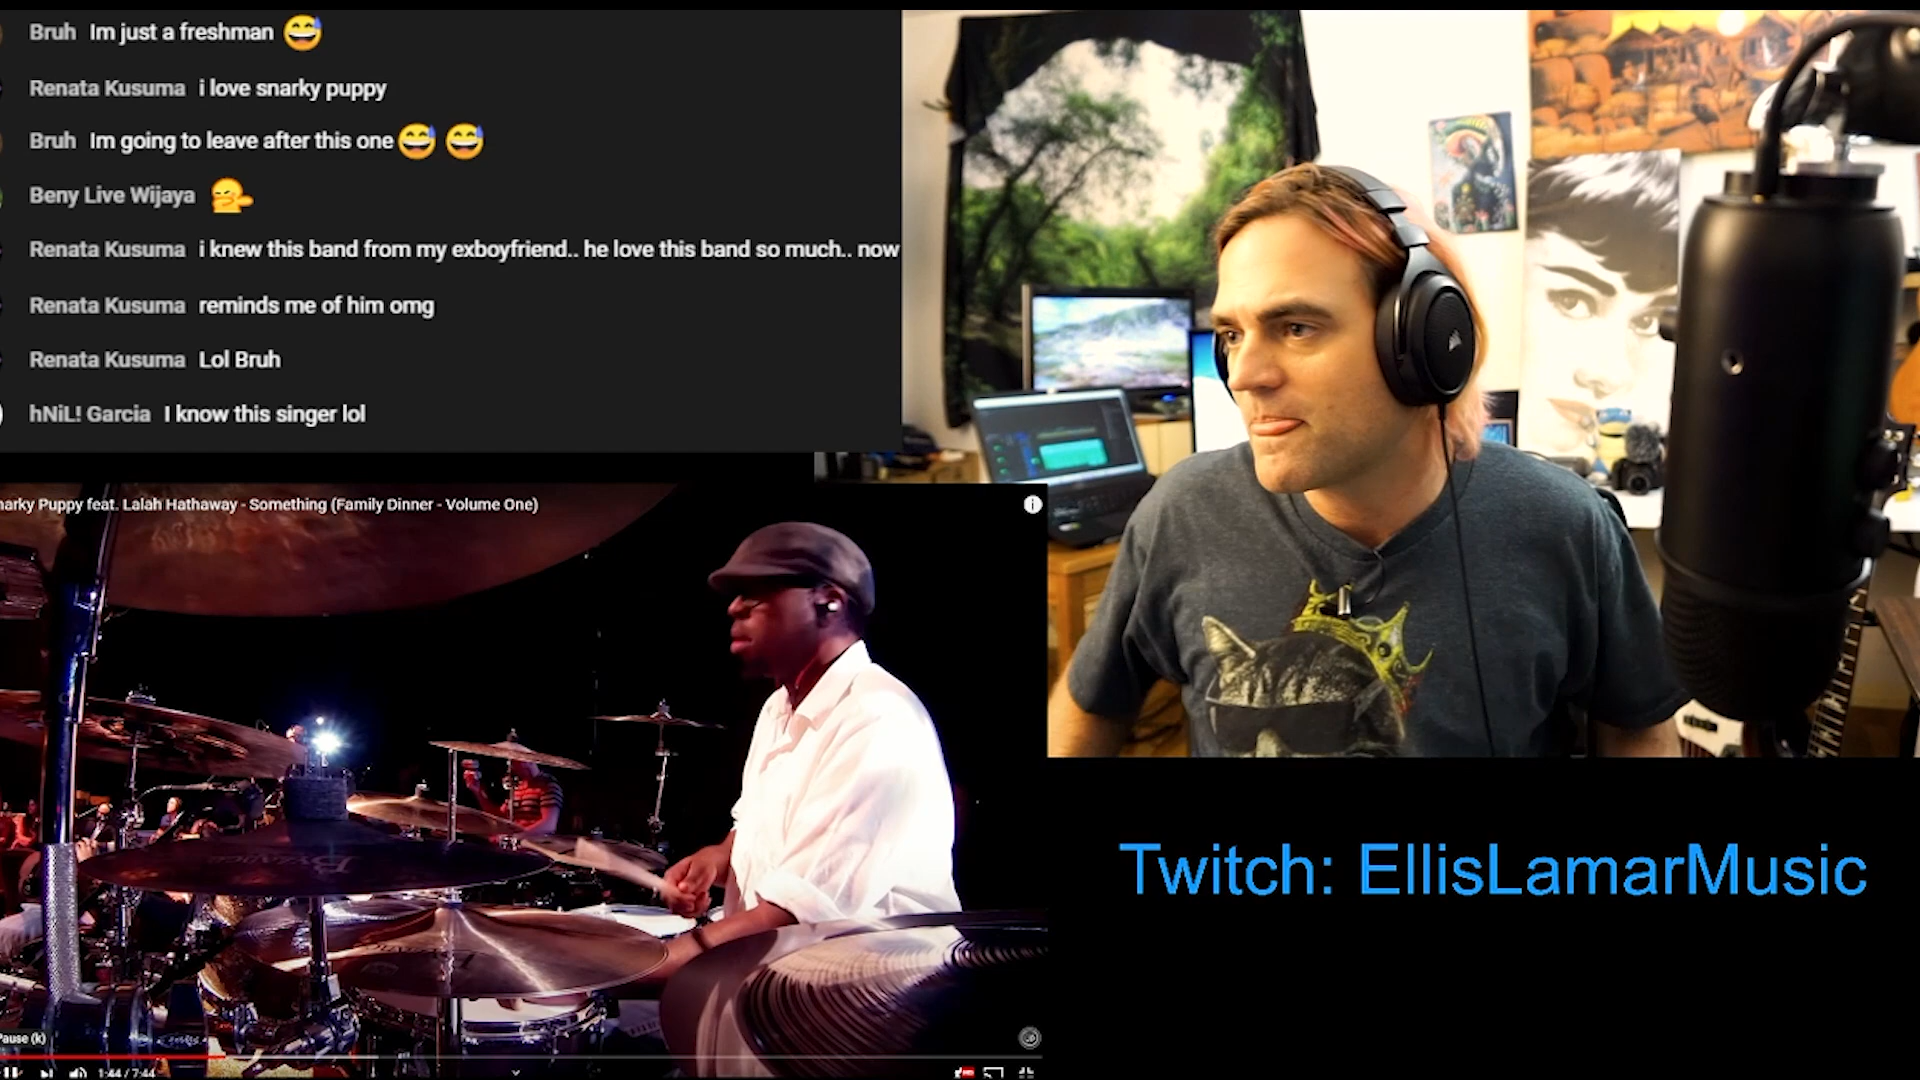 Bruh Im just a freshman 😅
Renata Kusuma i love snarky puppy
Bruh Im going to leave after this one 😅 😅
Beny Live Wijaya
Renata Kusuma i knew this band from my exboyfriend.. he love this band so much.. now
Renata Kusuma reminds me of him omg
Renata Kusuma Lol Bruh
hNiL! Garcia I know this singer lol
narky Puppy feat. Lalah Hathaway - Something (Family Dinner - Volume One)
Twitch: EllisLamarMusic
Pause (k)
1:44 / 7:44